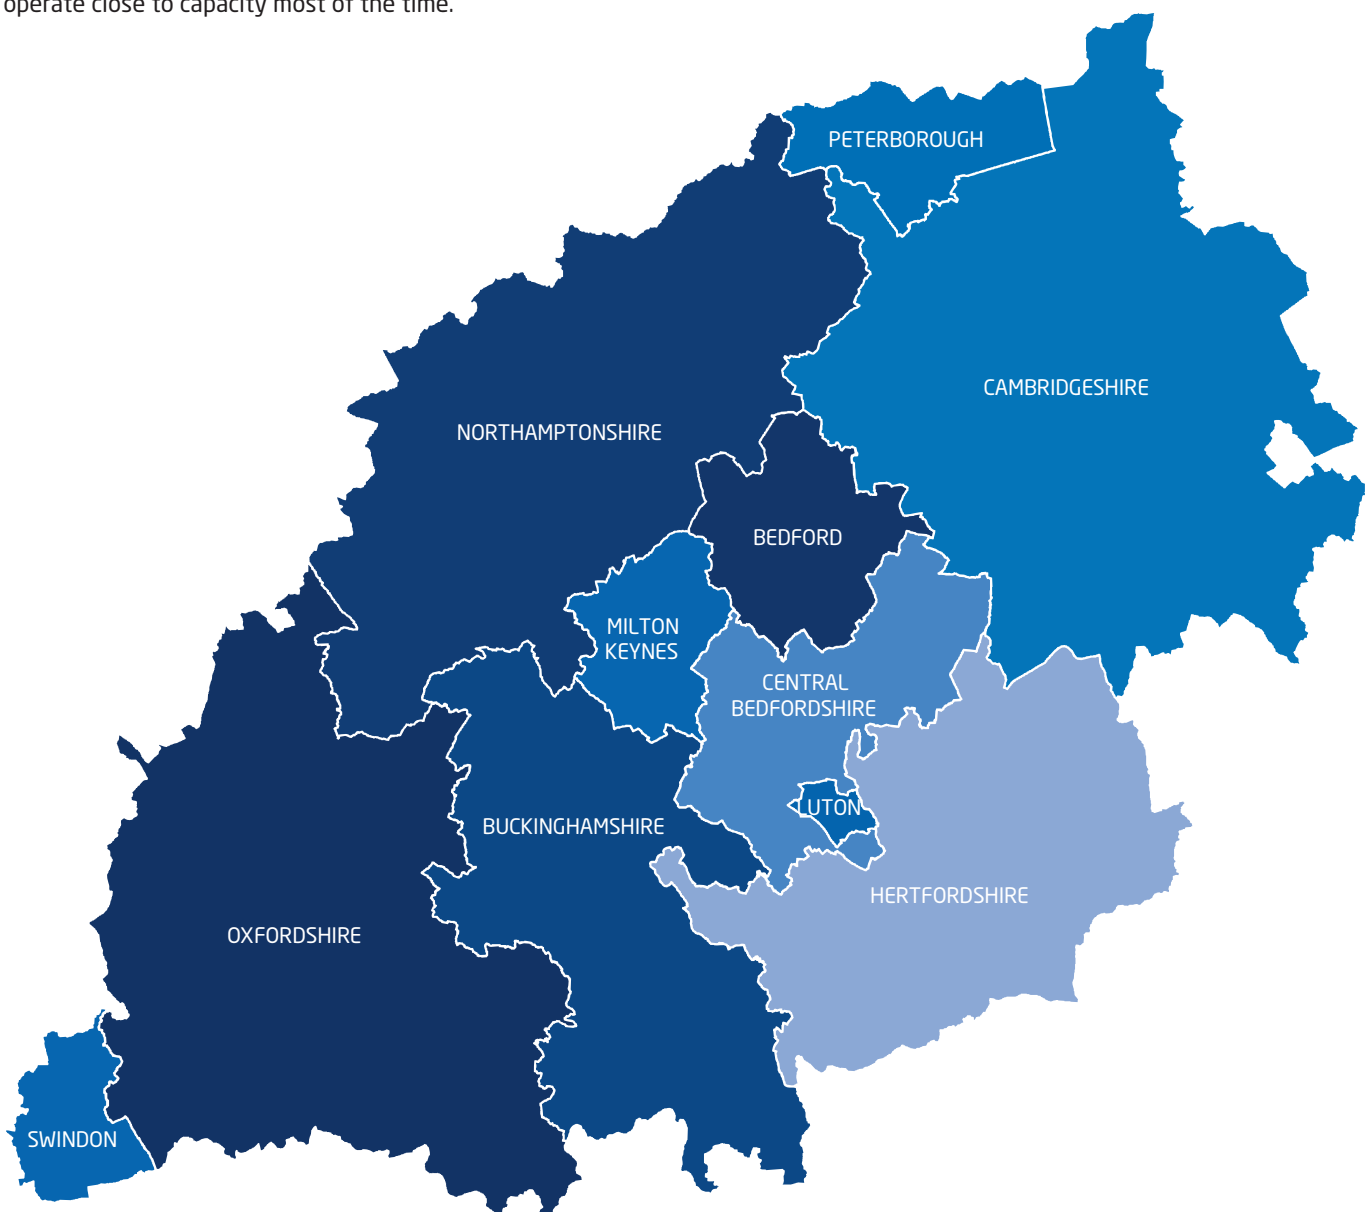 operate close to capacity most of the time.
PETERBOROUGH
CAMBRIDGESHIRE
NORTHAMPTONSHIRE
BEDFORD
MILTON
KEYNES
CENTRAL
BEDFORDSHIRE
LUTON
BUCKINGHAMSHIRE
HERTFORDSHIRE
OXFORDSHIRE
SWINDON